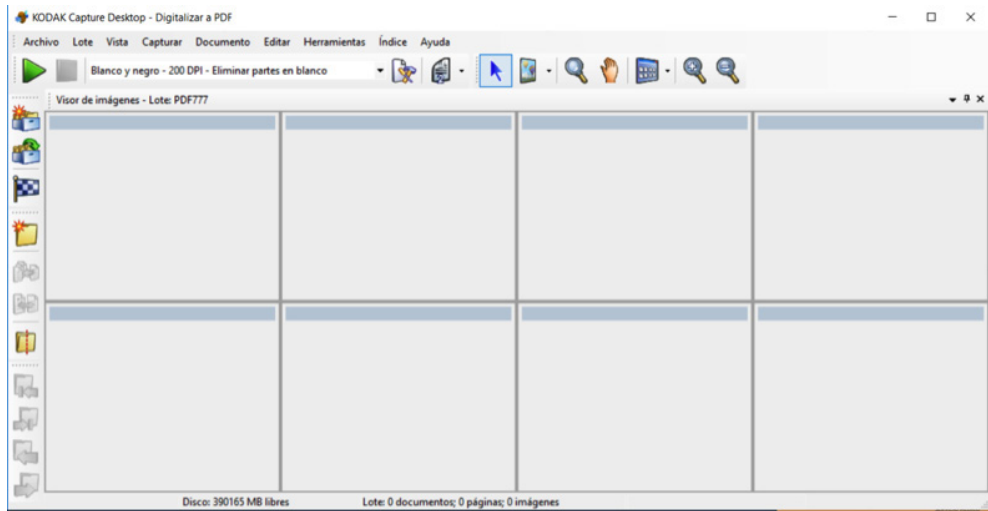 KODAK Capture Desktop - Digitalizar a PDF
Archivo Lote Vista Capturar Documento Editar Herramientas Índice Ayuda
Blanco y negro - 200 DPI - Eliminar partes en blanco
Visor de imágenes - Lote: PDF777
Disco: 390165 MB libres Lote: 0 documentos; 0 páginas; 0 imágenes